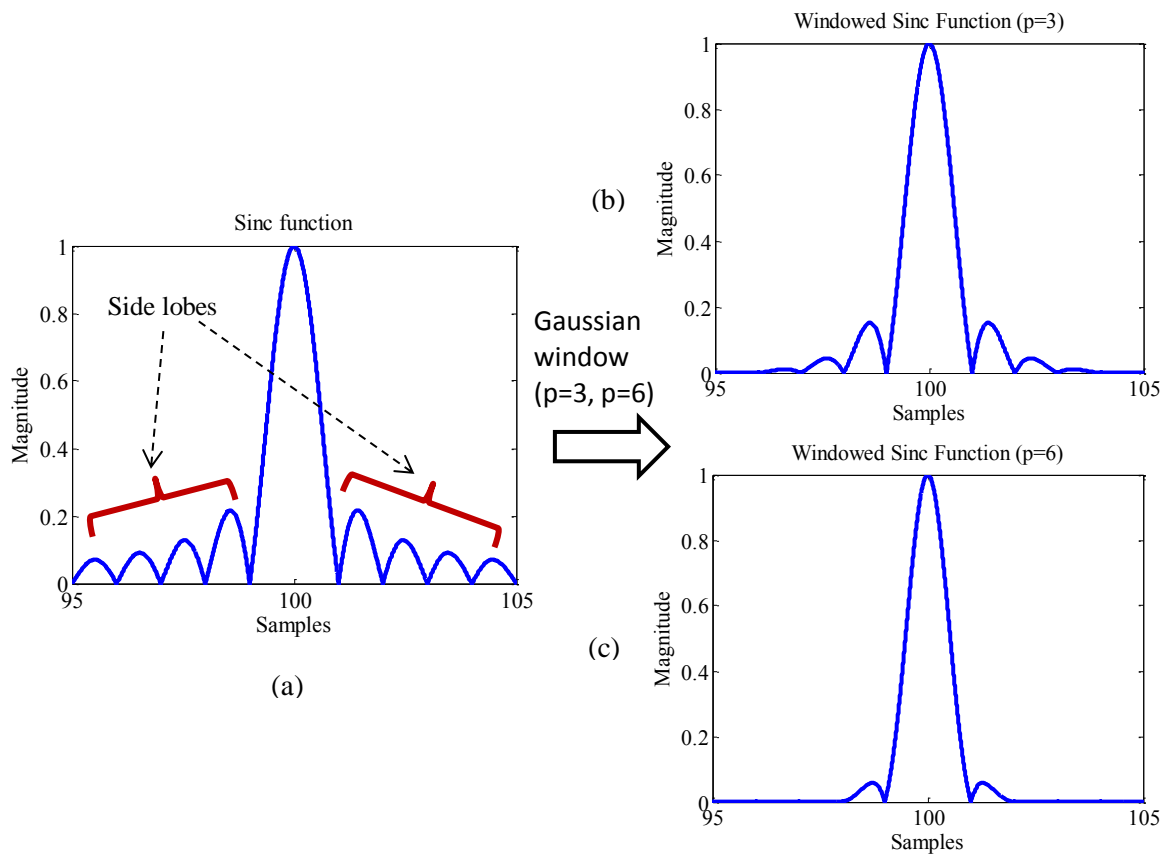 Sinc function
Magnitude
1
0.8
0.6
0.4
0.2
0
95
100
105
Samples
Side lobes
(a)
Gaussian
window
(p=3, p=6)
(b)
Windowed Sinc Function (p=3)
Magnitude
1
0.8
0.6
0.4
0.2
0
95
100
105
Samples
(c)
Windowed Sinc Function (p=6)
Magnitude
1
0.8
0.6
0.4
0.2
0
95
100
105
Samples